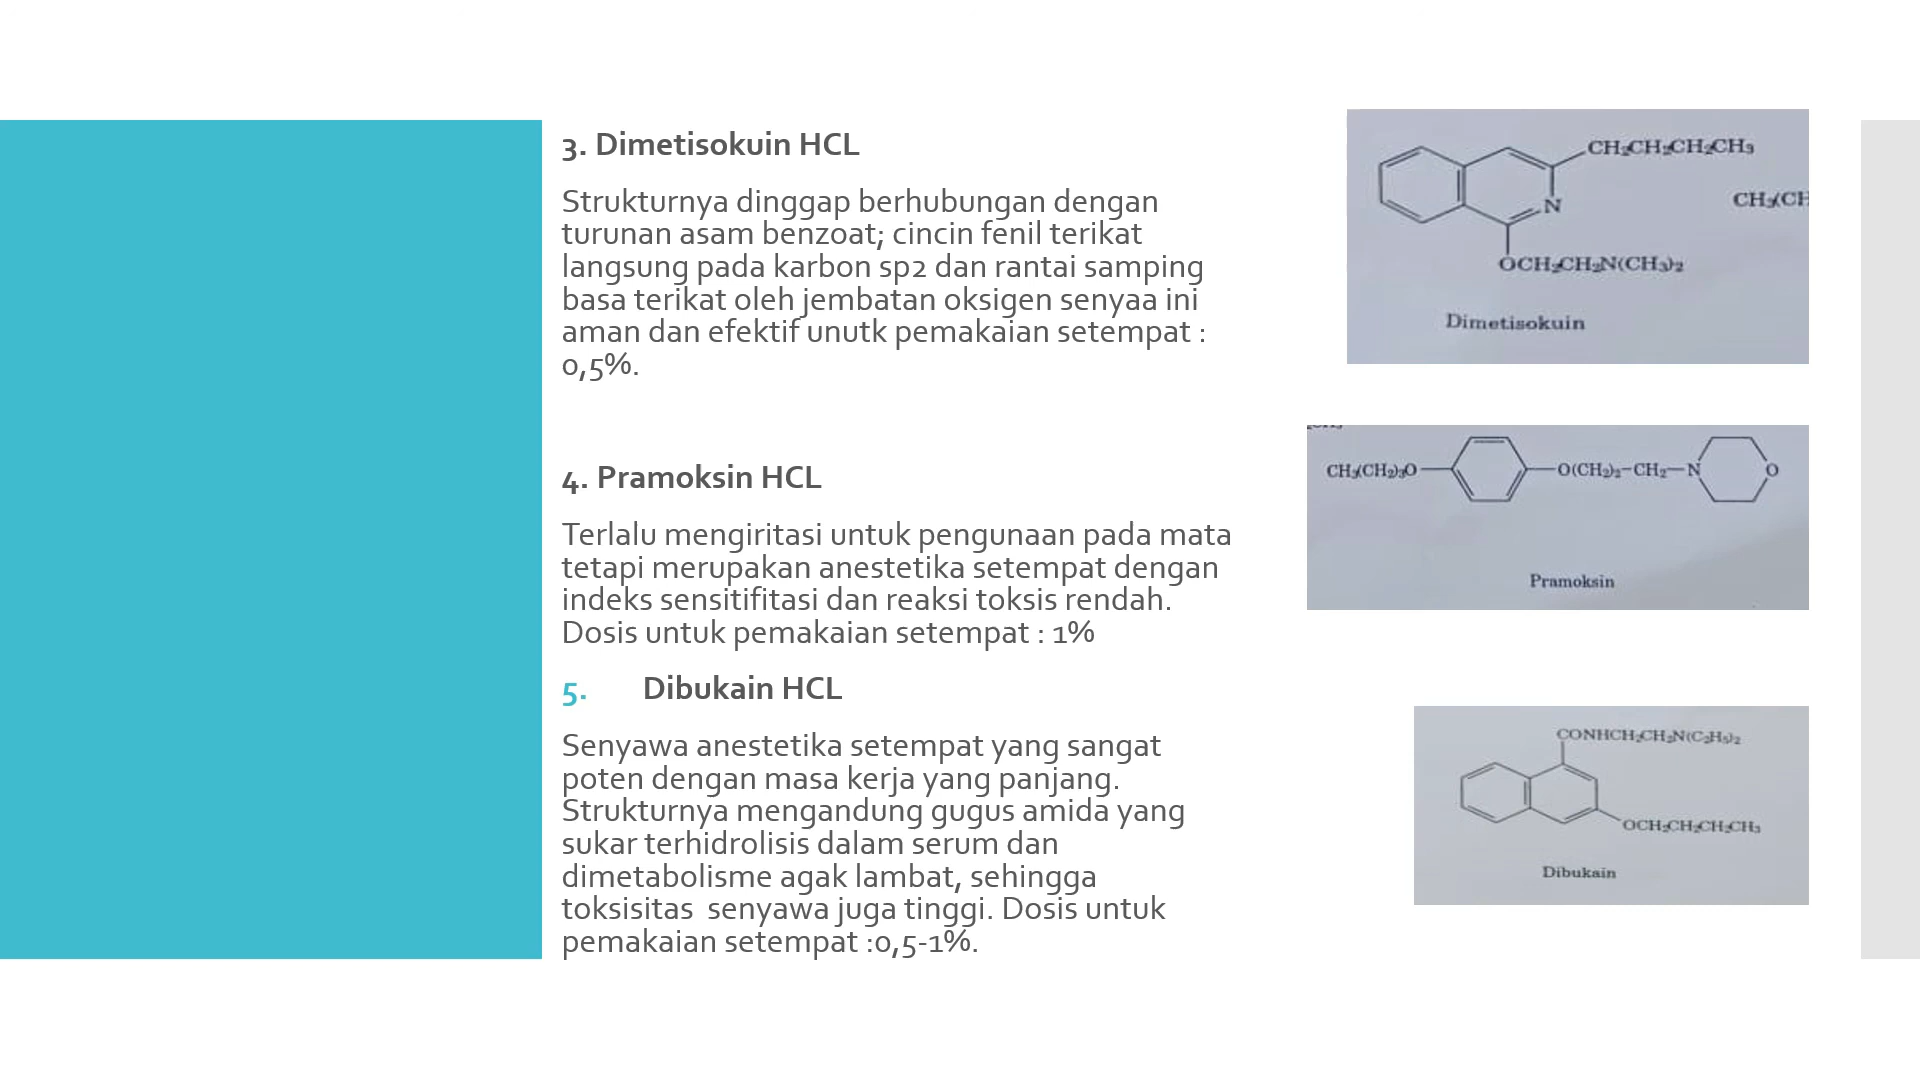 3. Dimetisokuin HCL
Strukturnya dinggap berhubungan dengan
turunan asam benzoat; cincin fenil terikat
langsung pada karbon sp2 dan rantai samping
basa terikat oleh jembatan oksigen senyaa ini
aman dan efektif unutk pemakaian setempat :
0,5%.
4. Pramoksin HCL
Terlalu mengiritasi untuk pengunaan pada mata
tetapi merupakan anestetika setempat dengan
indeks sensitifitasi dan reaksi toksis rendah.
Dosis untuk pemakaian setempat : 1%
5. Dibukain HCL
Senyawa anestetika setempat yang sangat
poten dengan masa kerja yang panjang.
Strukturnya mengandung gugus amida yang
sukar terhidrolisis dalam serum dan
dimetabolisme agak lambat, sehingga
toksisitas senyawa juga tinggi. Dosis untuk
pemakaian setempat :0,5-1%.
CH₂CH₂CH₂CH₃
N
CH₃(CH
OCH₂CH₂N(CH₃)₂
Dimetisokuin
CH₃(CH₂)₃O
O(CH₂)₂-CH₂-N
O
Pramoksin
CONHCH₂CH₂N(C₂H₅)₂
OCH₂CH₂CH₂CH₃
Dibukain